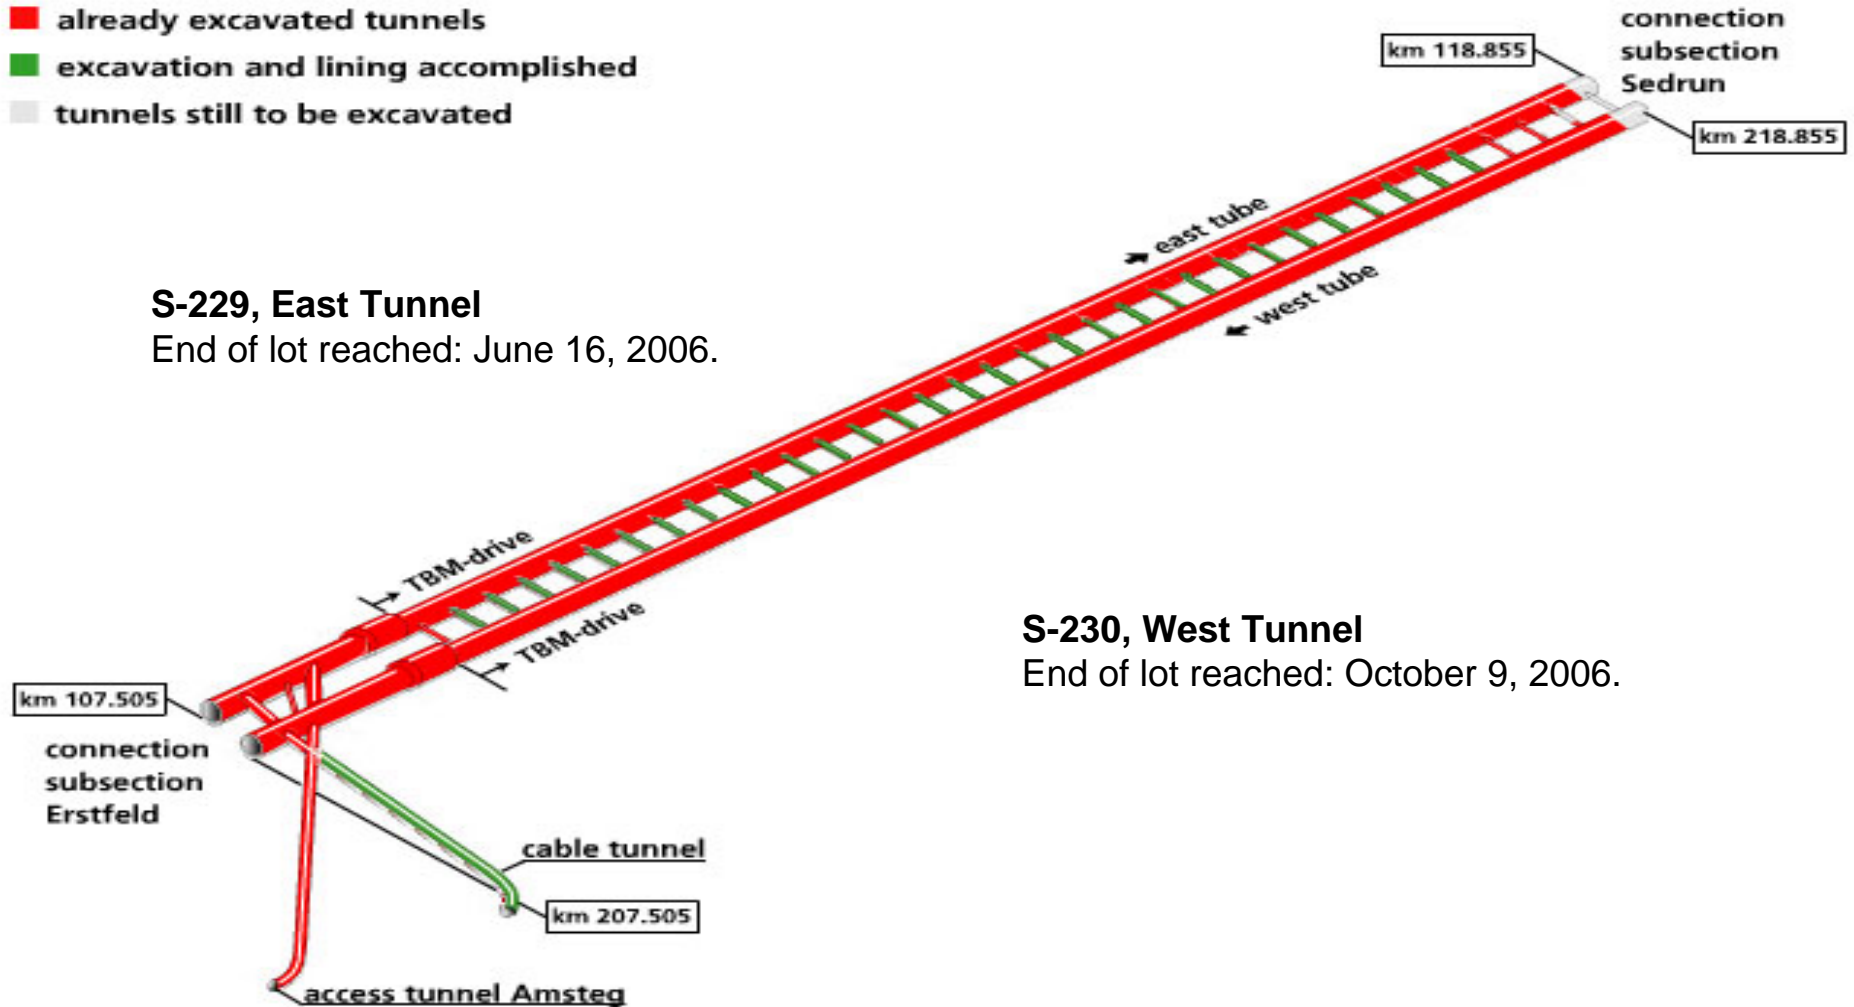 already excavated tunnels
excavation and lining accomplished
tunnels still to be excavated
connection
subsection
Sedrun
km 118.855
km 218.855
east tube
west tube
S-229, East Tunnel
End of lot reached: June 16, 2006.
TBM-drive
TBM-drive
S-230, West Tunnel
End of lot reached: October 9, 2006.
km 107.505
connection
subsection
Erstfeld
cable tunnel
km 207.505
access tunnel Amsteg